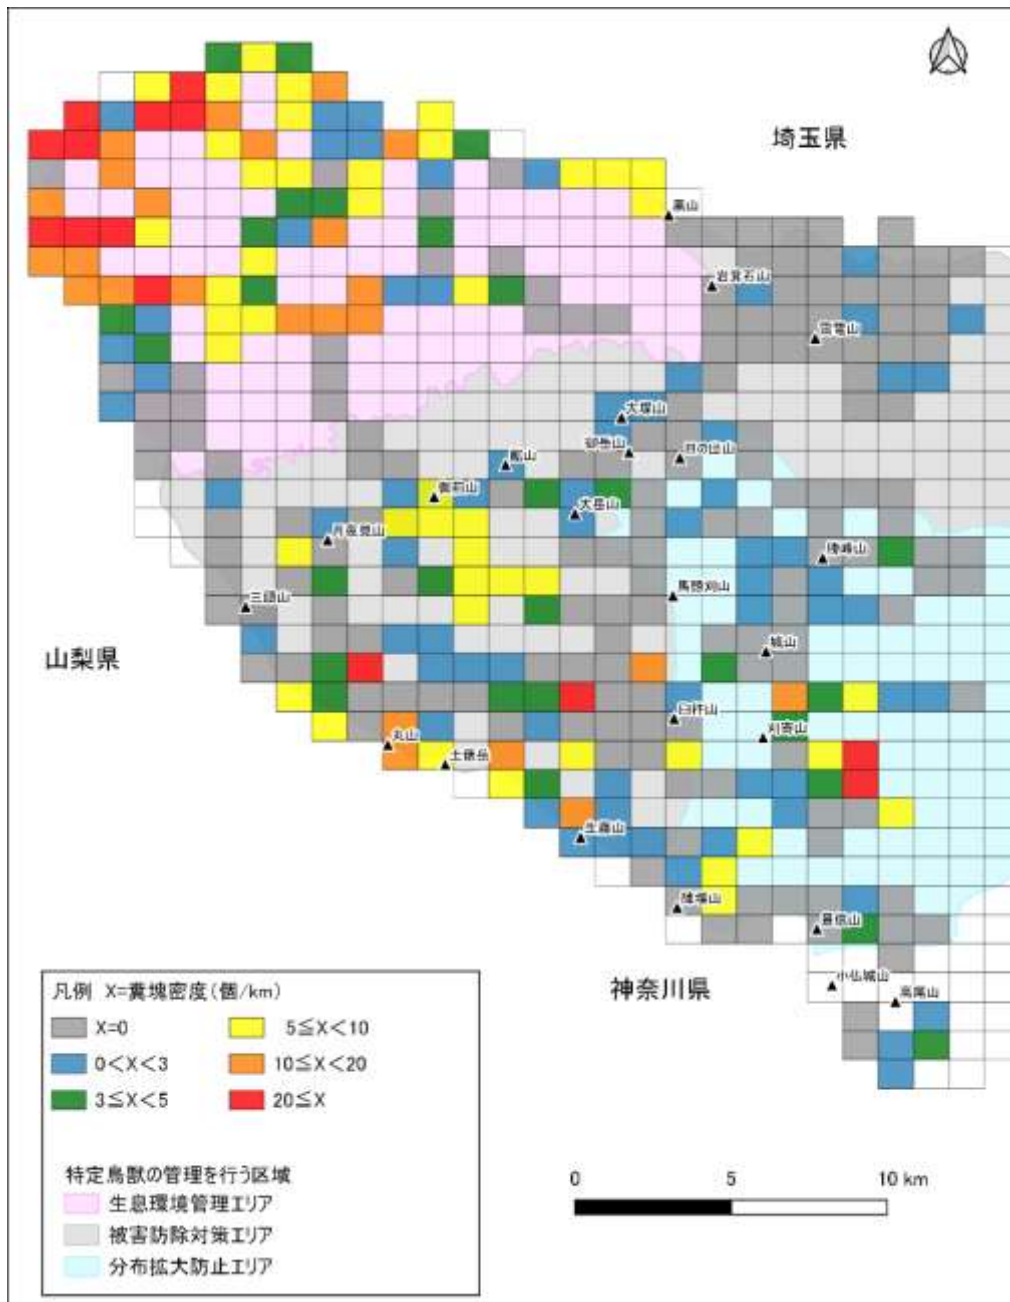 埼玉県
黒山
岩茸石山
雷電山
大塚山
御岳山
日の出山
鋸山
御前山
大岳山
月夜見山
勝峰山
三頭山
馬頭刈山
城山
山梨県
臼杵山
刈寄山
丸山
土俵岳
生藤山
陣場山
景信山
小仏城山
高尾山
神奈川県
凡例 X=糞塊密度(個/km)
X=0
5≦X<10
0<X<3
10≦X<20
3≦X<5
20≦X
特定鳥獣の管理を行う区域
生息環境管理エリア
被害防除対策エリア
分布拡大防止エリア
0 5 10 km